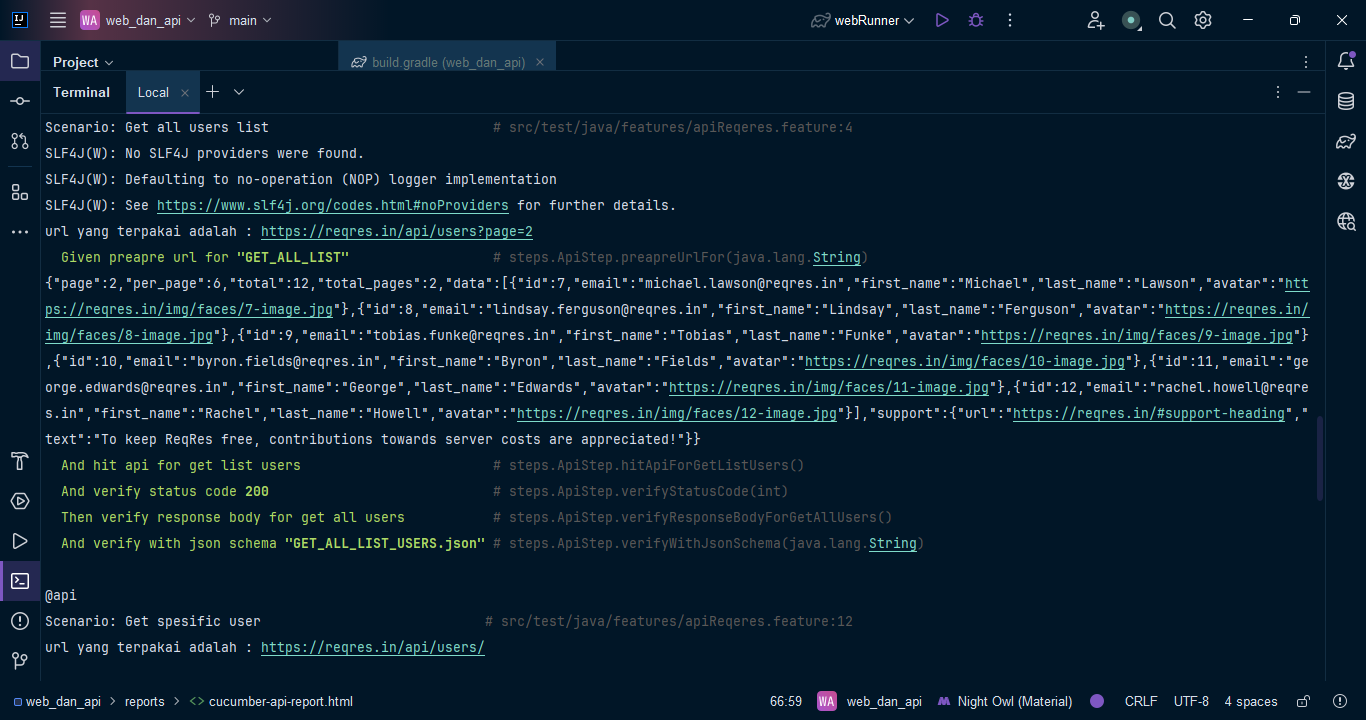 WA web_dan_api main webRunner
Project build.gradle (web_dan_api)
Terminal Local
Scenario: Get all users list # src/test/java/features/apiReqeres.feature:4
SLF4J(W): No SLF4J providers were found.
SLF4J(W): Defaulting to no-operation (NOP) logger implementation
SLF4J(W): See https://www.slf4j.org/codes.html#noProviders for further details.
url yang terpakai adalah : https://reqres.in/api/users?page=2
Given preapre url for "GET_ALL_LIST" # steps.ApiStep.preapreUrlFor(java.lang.String)
{"page":2,"per_page":6,"total":12,"total_pages":2,"data":[{"id":7,"email":"michael.lawson@reqres.in","first_name":"Michael","last_name":"Lawson","avatar":"htt
ps://reqres.in/img/faces/7-image.jpg"},{"id":8,"email":"lindsay.ferguson@reqres.in","first_name":"Lindsay","last_name":"Ferguson","avatar":"https://reqres.in/
img/faces/8-image.jpg"},{"id":9,"email":"tobias.funke@reqres.in","first_name":"Tobias","last_name":"Funke","avatar":"https://reqres.in/img/faces/9-image.jpg"}
,{"id":10,"email":"byron.fields@reqres.in","first_name":"Byron","last_name":"Fields","avatar":"https://reqres.in/img/faces/10-image.jpg"},{"id":11,"email":"ge
orge.edwards@reqres.in","first_name":"George","last_name":"Edwards","avatar":"https://reqres.in/img/faces/11-image.jpg"},{"id":12,"email":"rachel.howell@reqre
s.in","first_name":"Rachel","last_name":"Howell","avatar":"https://reqres.in/img/faces/12-image.jpg"}],"support":{"url":"https://reqres.in/#support-heading","
text":"To keep ReqRes free, contributions towards server costs are appreciated!"}}
And hit api for get list users # steps.ApiStep.hitApiForGetListUsers()
And verify status code 200 # steps.ApiStep.verifyStatusCode(int)
Then verify response body for get all users # steps.ApiStep.verifyResponseBodyForGetAllUsers()
And verify with json schema "GET_ALL_LIST_USERS.json" # steps.ApiStep.verifyWithJsonSchema(java.lang.String)
@api
Scenario: Get spesific user # src/test/java/features/apiReqeres.feature:12
url yang terpakai adalah : https://reqres.in/api/users/
web_dan_api > reports > <> cucumber-api-report.html 66:59 WA web_dan_api Night Owl (Material) CRLF UTF-8 4 spaces